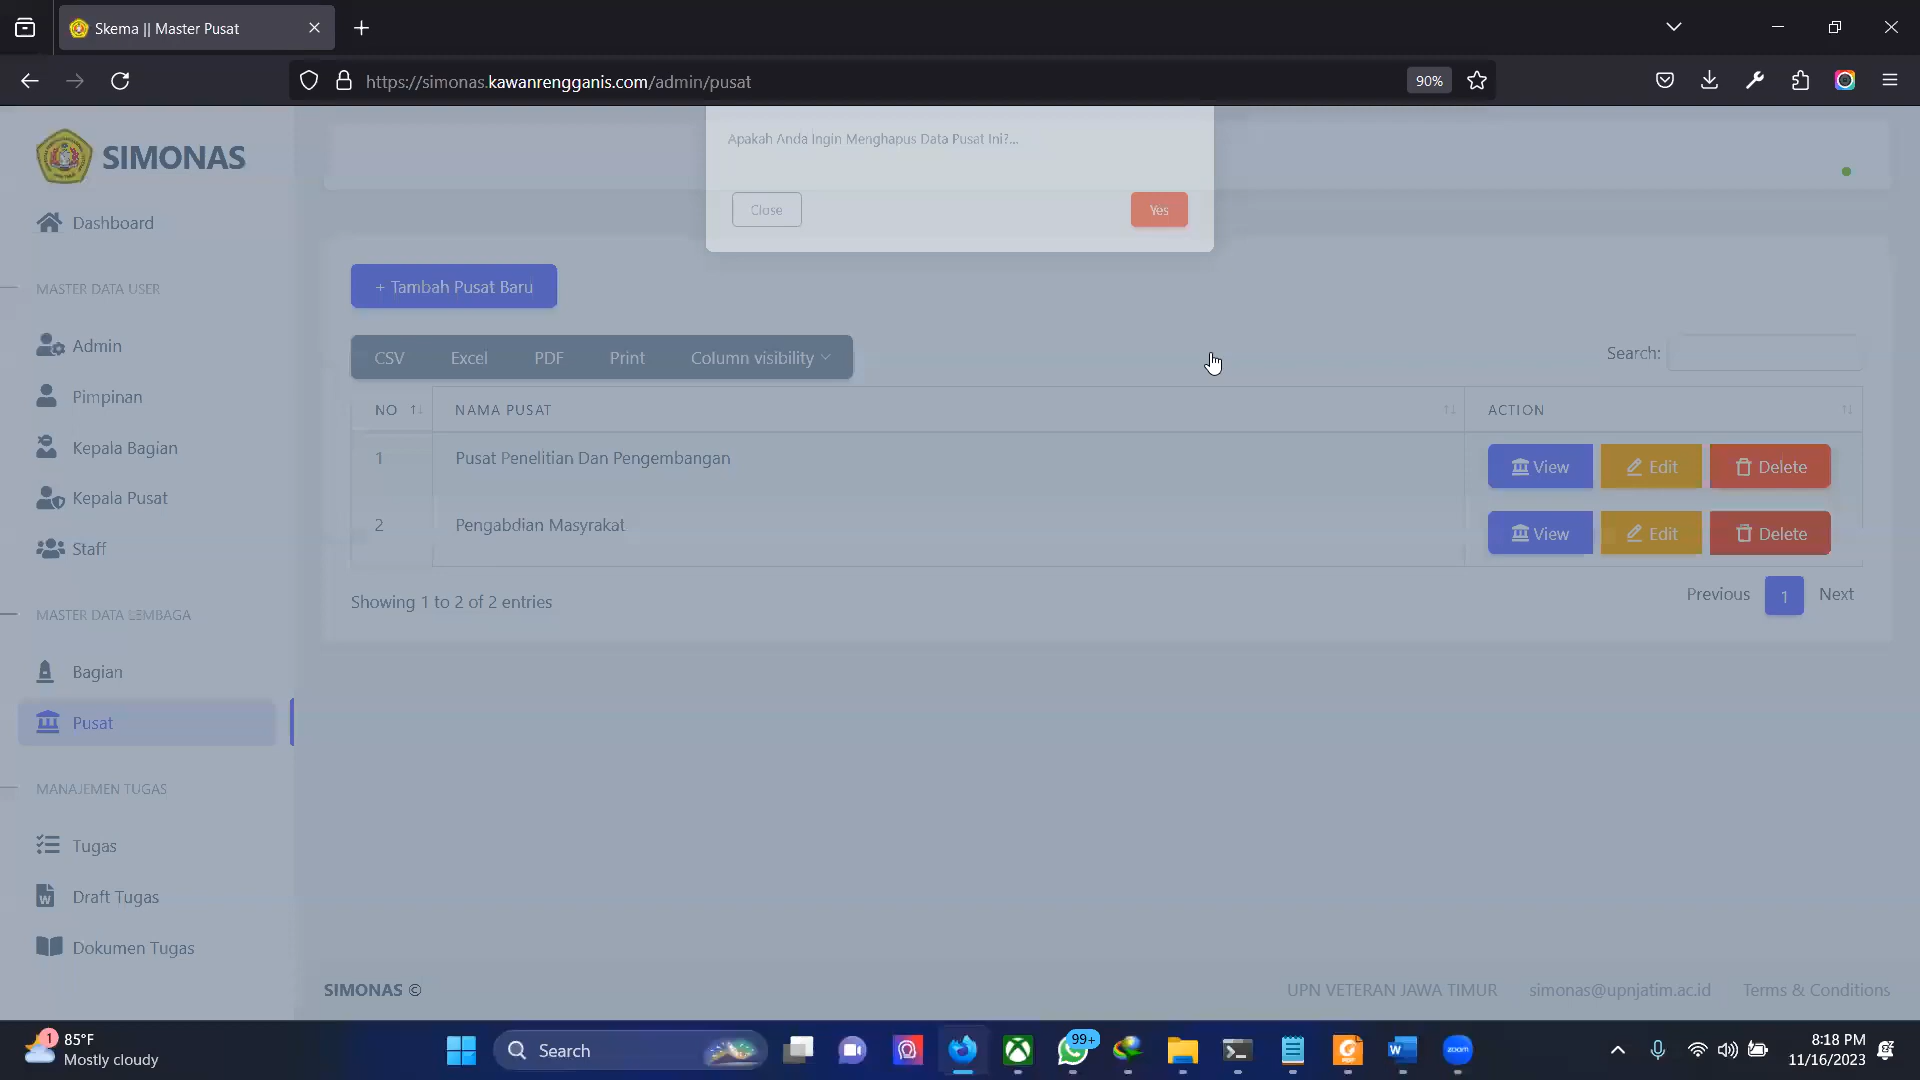 Skema || Master Pusat
https://simonas.kawanrengganis.com/admin/pusat
90%
SIMONAS
Dashboard
MASTER DATA USER
Admin
Pimpinan
Kepala Bagian
Kepala Pusat
Staff
MASTER DATA LEMBAGA
Bagian
Pusat
MANAJEMEN TUGAS
Tugas
Draft Tugas
Dokumen Tugas
Apakah Anda Ingin Menghapus Data Pusat Ini?...
Close Yes
+ Tambah Pusat Baru
CSV Excel PDF Print Column visibility
Search:
NO NAMA PUSAT ACTION
1 Pusat Penelitian Dan Pengembangan View Edit Delete
2 Pengabdian Masyrakat View Edit Delete
Showing 1 to 2 of 2 entries
Previous 1 Next
SIMONAS ©
UPN VETERAN JAWA TIMUR simonas@upnjatim.ac.id Terms & Conditions
1
85°F
Mostly cloudy
Search
99+
zoom
8:18 PM
11/16/2023